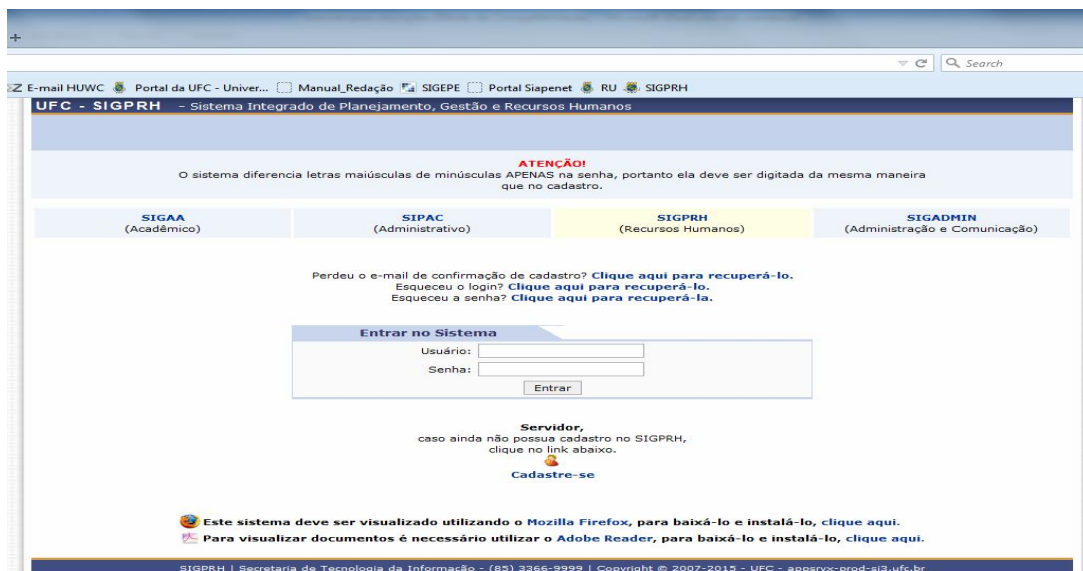 +
Search
E-mail HUWC Portal da UFC - Univer... Manual_Redação SIGEPE Portal Siapenet RU SIGPRH
UFC - SIGPRH - Sistema Integrado de Planejamento, Gestão e Recursos Humanos
ATENÇÃO!
O sistema diferencia letras maiúsculas de minúsculas APENAS na senha, portanto ela deve ser digitada da mesma maneira
que no cadastro.
SIGAA SIPAC SIGPRH SIGADMIN
(Acadêmico) (Administrativo) (Recursos Humanos) (Administração e Comunicação)
Perdeu o e-mail de confirmação de cadastro? Clique aqui para recuperá-lo.
Esqueceu o login? Clique aqui para recuperá-lo.
Esqueceu a senha? Clique aqui para recuperá-la.
Entrar no Sistema
Usuário:
Senha:
Entrar
Servidor,
caso ainda não possua cadastro no SIGPRH,
clique no link abaixo.
Cadastre-se
Este sistema deve ser visualizado utilizando o Mozilla Firefox, para baixá-lo e instalá-lo, clique aqui.
Para visualizar documentos é necessário utilizar o Adobe Reader, para baixá-lo e instalá-lo, clique aqui.
SIGPRH | Secretaria de Tecnologia da Informação - (85) 3366-9999 | Copyright © 2007-2015 - UFC - appsrvx-prod-si3.ufc.br